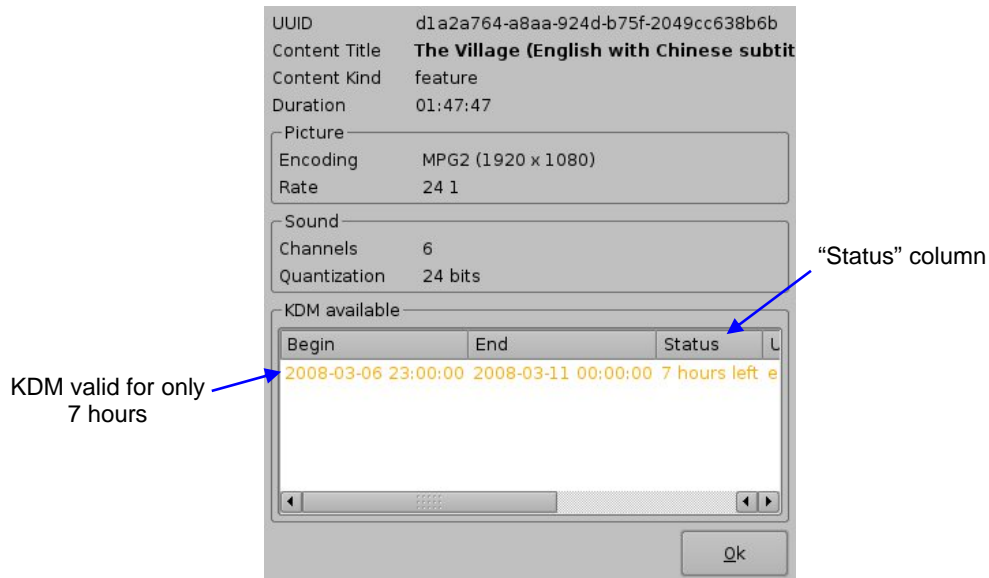 UUID d1a2a764-a8aa-924d-b75f-2049cc638b6b
Content Title The Village (English with Chinese subtit
Content Kind feature
Duration 01:47:47
Picture
Encoding MPG2 (1920 x 1080)
Rate 24 1
Sound
Channels 6
Quantization 24 bits
“Status” column
KDM available
Begin End Status U
2008-03-06 23:00:00 2008-03-11 00:00:00 7 hours left e
KDM valid for only
7 hours
Ok